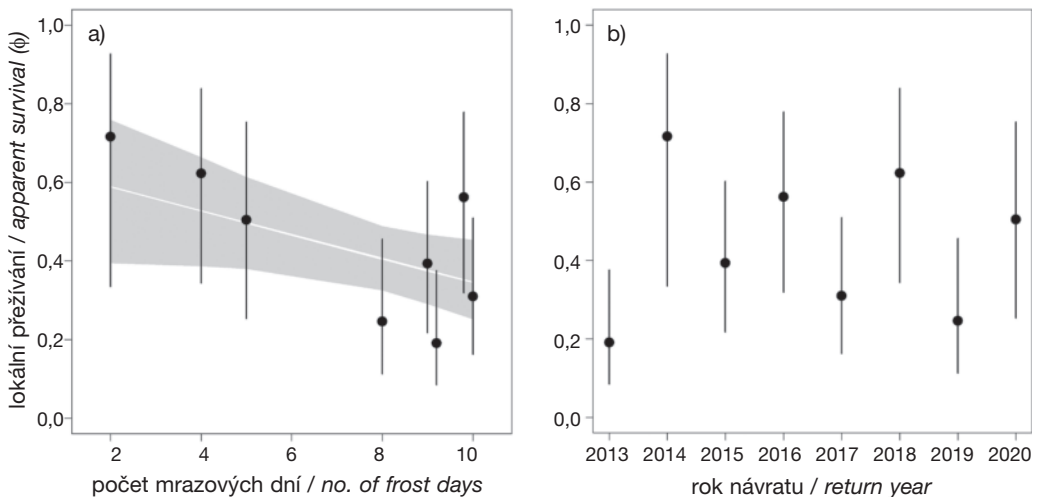 a)
1,0
0,8
0,6
0,4
0,2
0,0
lokální přežívání / apparent survival (ϕ)
2 4 6 8 10
počet mrazových dní / no. of frost days
b)
1,0
0,8
0,6
0,4
0,2
0,0
2013 2014 2015 2016 2017 2018 2019 2020
rok návratu / return year